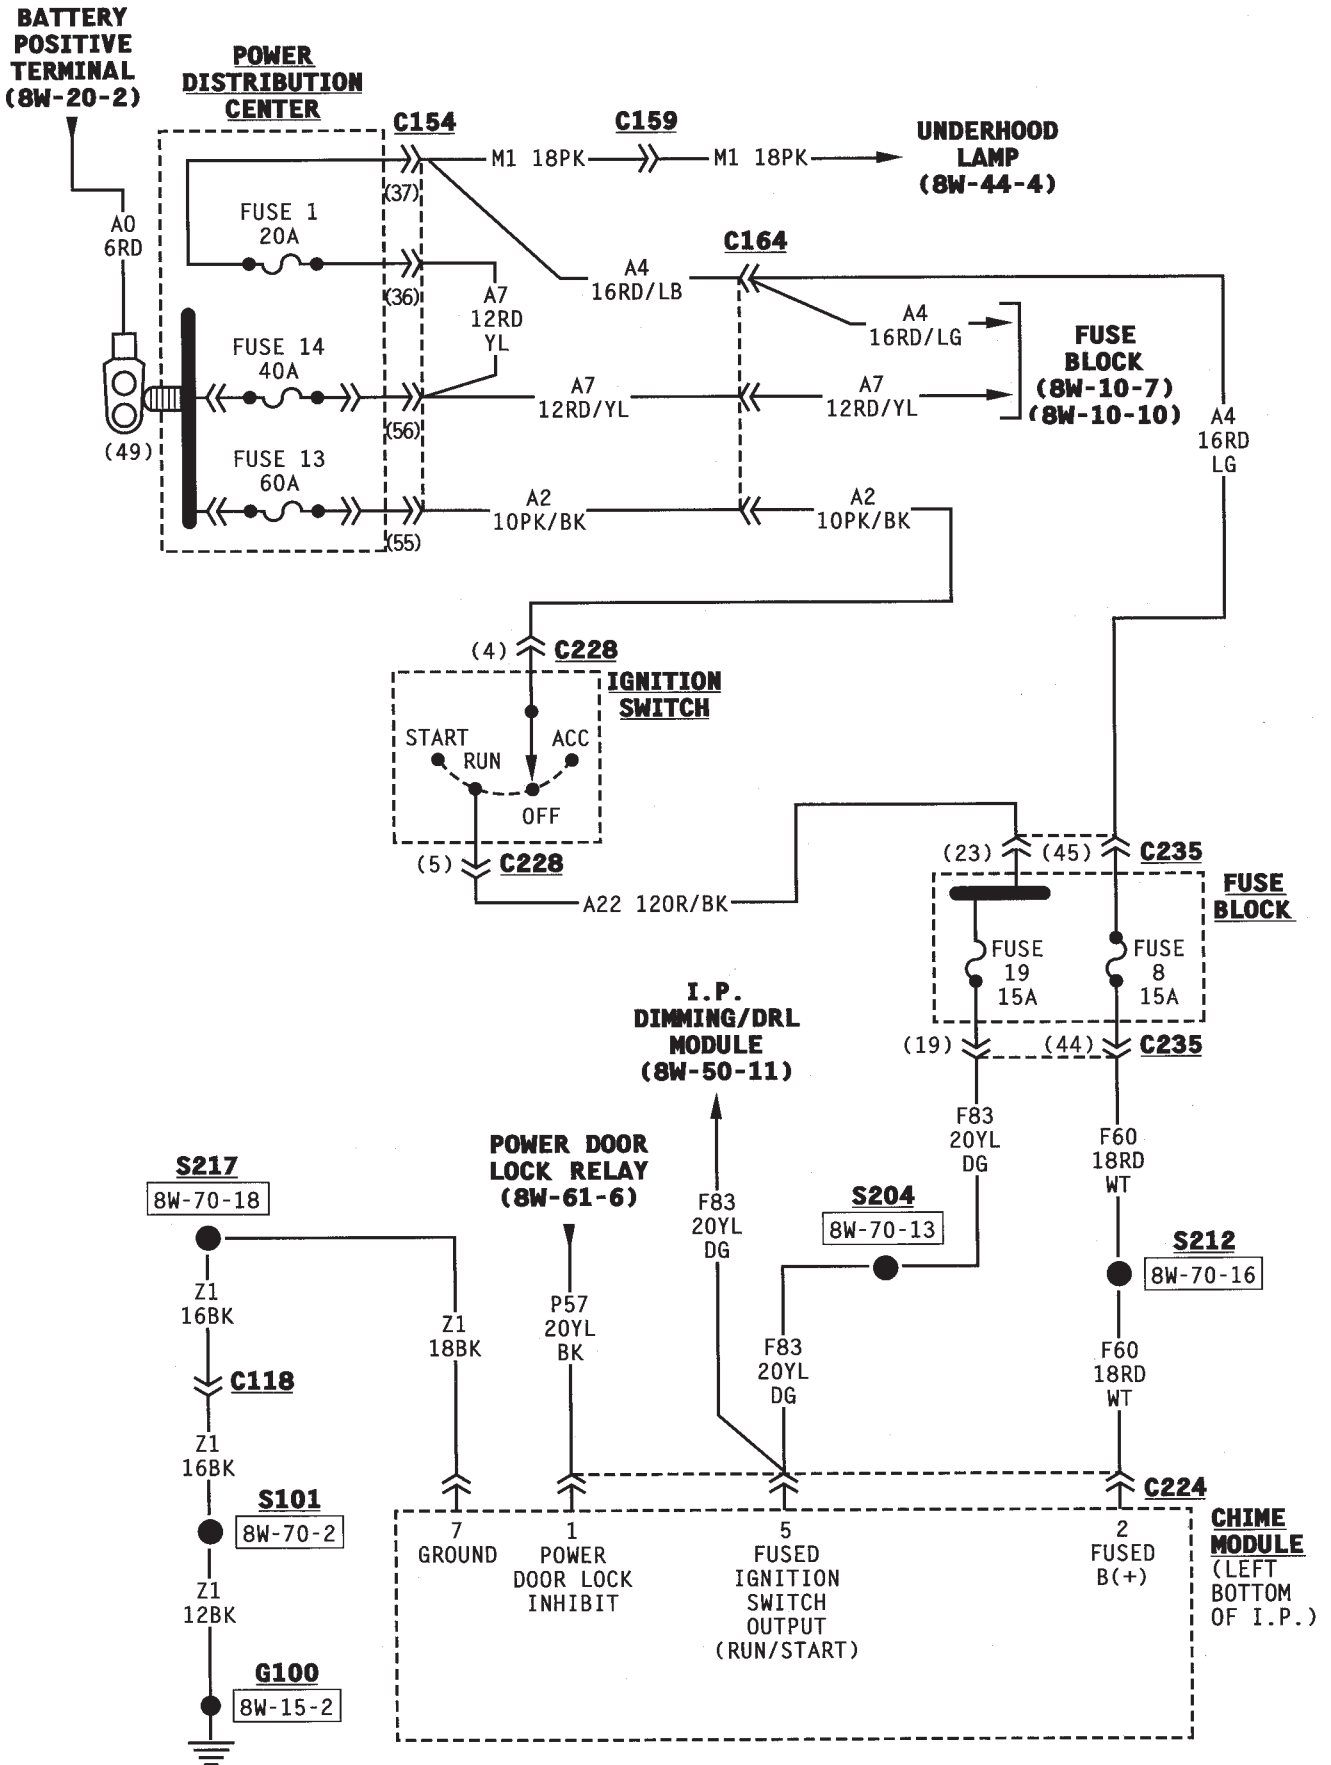 BATTERY
POSITIVE
TERMINAL
(8W-20-2)
POWER
DISTRIBUTION
CENTER
C154
C159
UNDERHOOD
LAMP
(8W-44-4)
M1 18PK
M1 18PK
(37)
A0
6RD
FUSE 1
20A
C164
A4
16RD/LB
(36)
A7
12RD
YL
A4
16RD/LG
FUSE
BLOCK
(8W-10-7)
(8W-10-10)
FUSE 14
40A
A7
12RD/YL
A7
12RD/YL
(56)
(49)
A4
16RD
LG
FUSE 13
60A
A2
10PK/BK
A2
10PK/BK
(55)
(4)
C228
IGNITION
SWITCH
START
RUN
ACC
OFF
(5)
C228
A22 12OR/BK
(23)
(45)
C235
FUSE
BLOCK
FUSE
19
15A
FUSE
8
15A
(19)
(44)
C235
I.P.
DIMMING/DRL
MODULE
(8W-50-11)
F83
20YL
DG
F60
18RD
WT
POWER DOOR
LOCK RELAY
(8W-61-6)
S217
8W-70-18
F83
20YL
DG
S204
8W-70-13
S212
8W-70-16
Z1
16BK
Z1
18BK
P57
20YL
BK
F83
20YL
DG
F60
18RD
WT
C118
Z1
16BK
S101
8W-70-2
C224
CHIME
MODULE
(LEFT
BOTTOM
OF I.P.)
7
GROUND
1
POWER
DOOR LOCK
INHIBIT
5
FUSED
IGNITION
SWITCH
OUTPUT
(RUN/START)
2
FUSED
B(+)
Z1
12BK
G100
8W-15-2